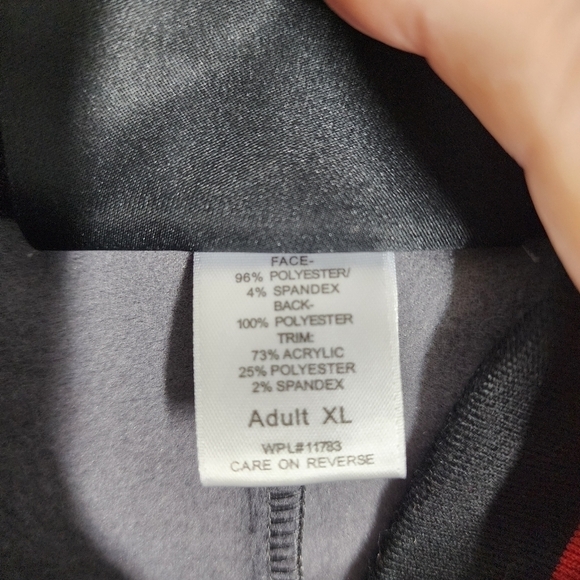 FACE-
96% POLYESTER/
4% SPANDEX
BACK-
100% POLYESTER
TRIM:
73% ACRYLIC
25% POLYESTER
2% SPANDEX
Adult XL
WPL#11783
CARE ON REVERSE